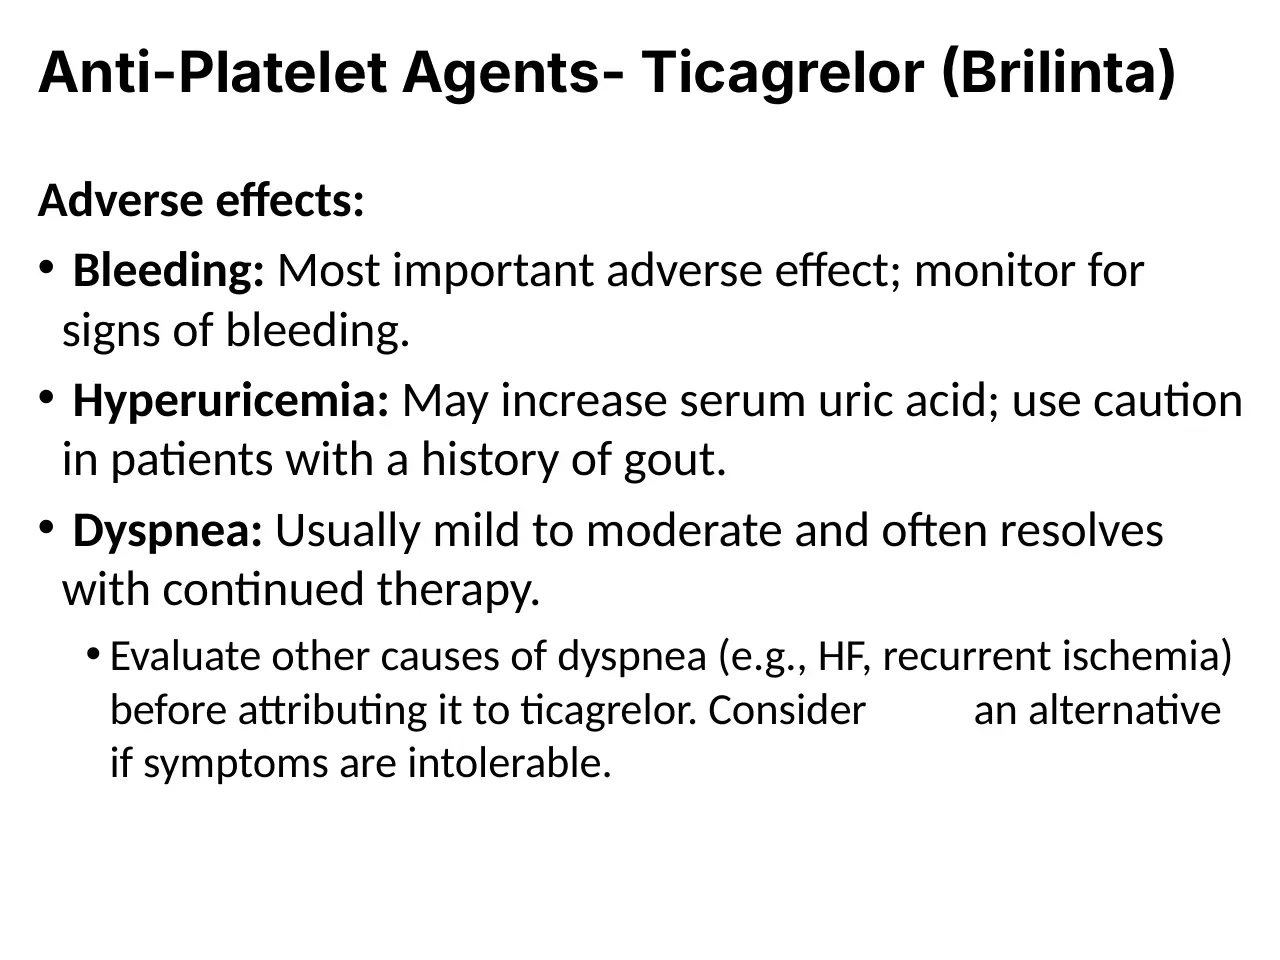 Anti-Platelet Agents- Ticagrelor (Brilinta)
Adverse effects:
• Bleeding: Most important adverse effect; monitor for
signs of bleeding.
• Hyperuricemia: May increase serum uric acid; use caution
in patients with a history of gout.
• Dyspnea: Usually mild to moderate and often resolves
with continued therapy.
• Evaluate other causes of dyspnea (e.g., HF, recurrent ischemia)
before attributing it to ticagrelor. Consider an alternative
if symptoms are intolerable.